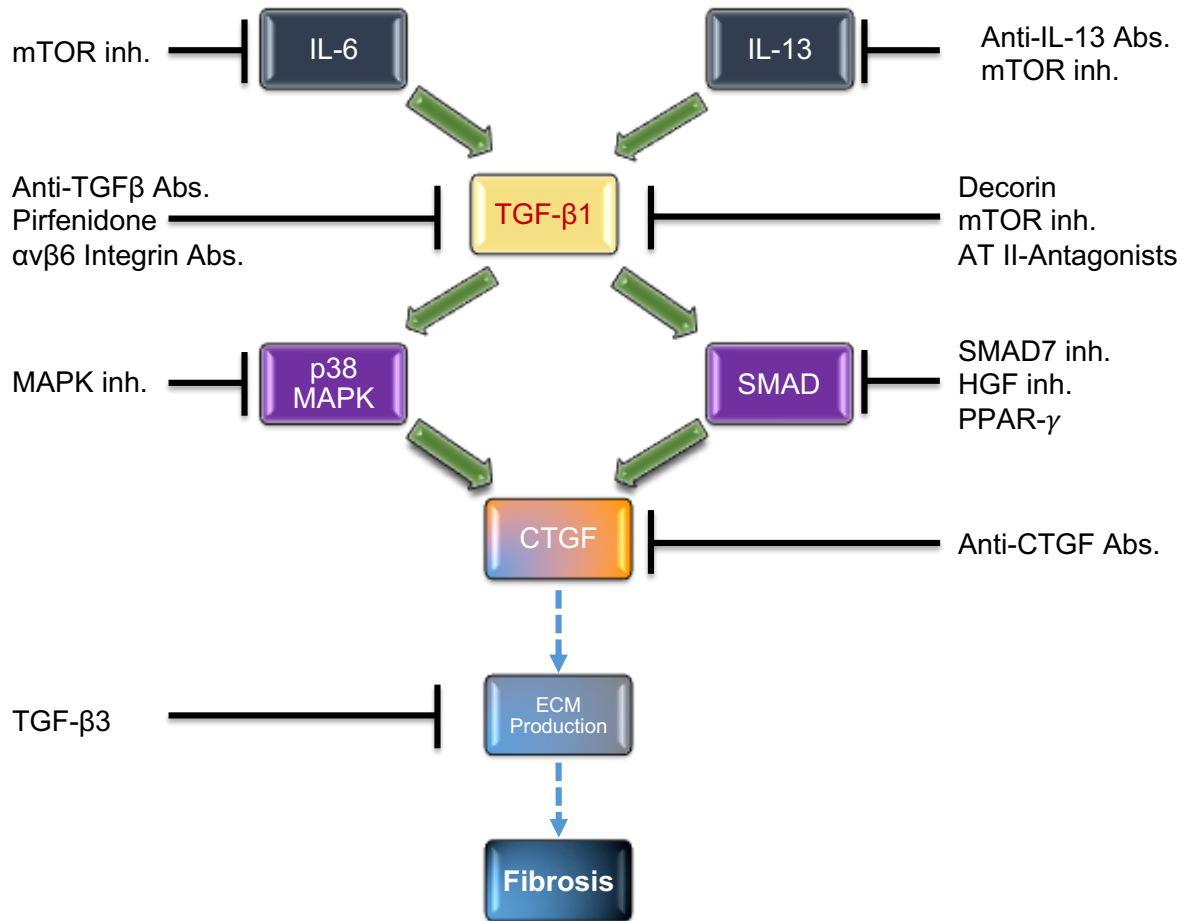 mTOR inh.
IL-6
IL-13
Anti-IL-13 Abs.
mTOR inh.
Anti-TGFβ Abs.
Pirfenidone
αvβ6 Integrin Abs.
TGF-β1
Decorin
mTOR inh.
AT II-Antagonists
MAPK inh.
p38
MAPK
SMAD
SMAD7 inh.
HGF inh.
PPAR-γ
CTGF
Anti-CTGF Abs.
TGF-β3
ECM
Production
Fibrosis